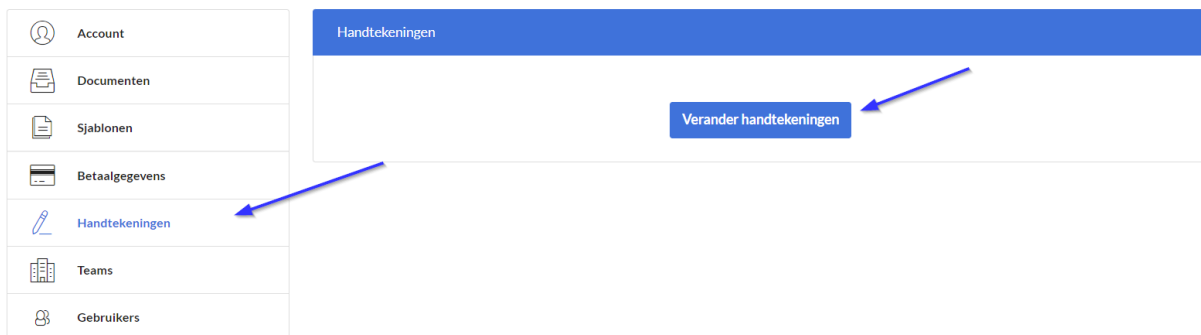 Account
Documenten
Sjablonen
Betaalgegevens
Handtekeningen
Teams
Gebruikers
Handtekeningen
Verander handtekeningen